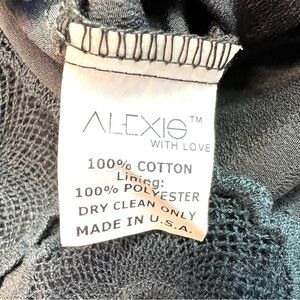 ALEXIS™
WITH LOVE
100% COTTON
Lining:
100% POLYESTER
DRY CLEAN ONLY
MADE IN U.S.A.